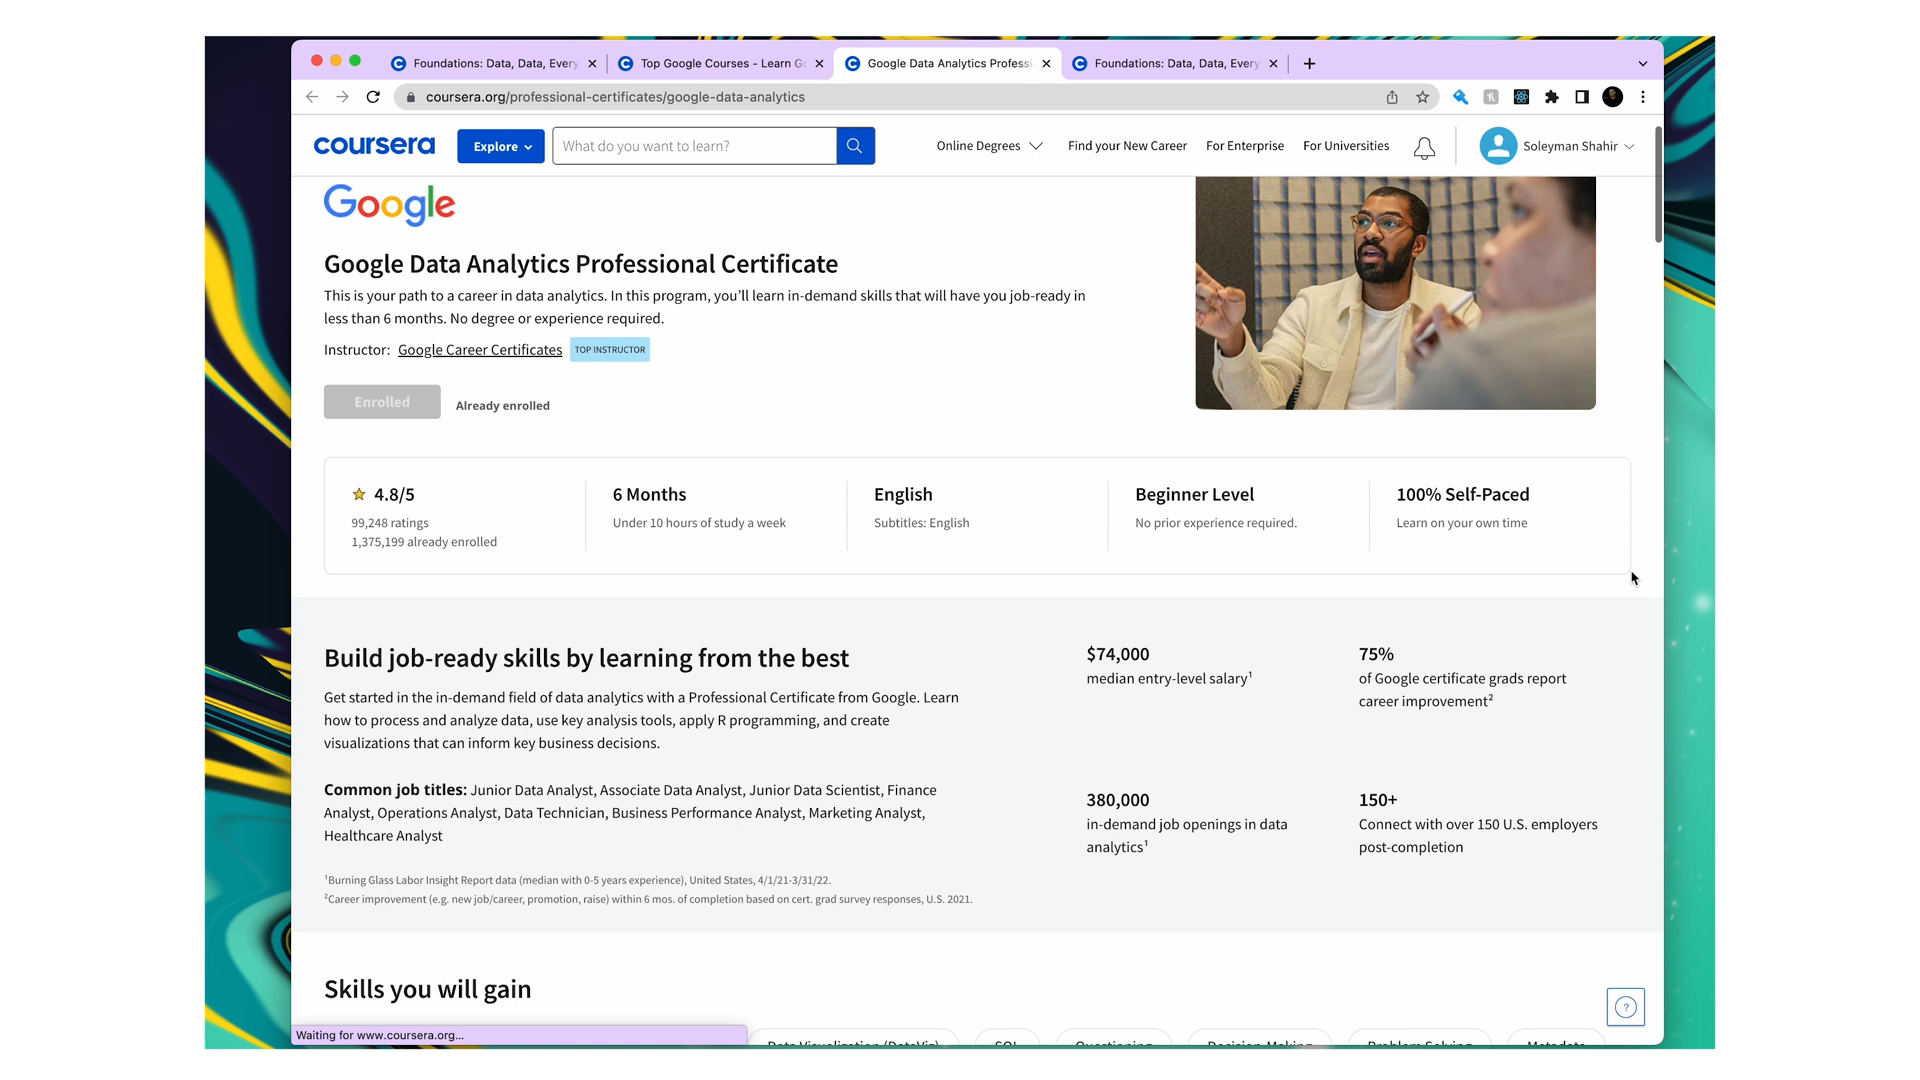 Foundations: Data, Data, Every
Top Google Courses - Learn Go
Google Data Analytics Professi
Foundations: Data, Data, Every
coursera.org/professional-certificates/google-data-analytics
coursera
Explore
What do you want to learn?
Online Degrees
Find your New Career
For Enterprise
For Universities
Soleyman Shahir
Google
Google Data Analytics Professional Certificate
This is your path to a career in data analytics. In this program, you’ll learn in-demand skills that will have you job-ready in
less than 6 months. No degree or experience required.
Instructor: Google Career Certificates TOP INSTRUCTOR
Enrolled
Already enrolled
4.8/5
99,248 ratings
1,375,199 already enrolled
6 Months
Under 10 hours of study a week
English
Subtitles: English
Beginner Level
No prior experience required.
100% Self-Paced
Learn on your own time
Build job-ready skills by learning from the best
Get started in the in-demand field of data analytics with a Professional Certificate from Google. Learn
how to process and analyze data, use key analysis tools, apply R programming, and create
visualizations that can inform key business decisions.
Common job titles: Junior Data Analyst, Associate Data Analyst, Junior Data Scientist, Finance
Analyst, Operations Analyst, Data Technician, Business Performance Analyst, Marketing Analyst,
Healthcare Analyst
¹Burning Glass Labor Insight Report data (median with 0-5 years experience), United States, 4/1/21-3/31/22.
²Career improvement (e.g. new job/career, promotion, raise) within 6 mos. of completion based on cert. grad survey responses, U.S. 2021.
$74,000
median entry-level salary¹
75%
of Google certificate grads report
career improvement²
380,000
in-demand job openings in data
analytics¹
150+
Connect with over 150 U.S. employers
post-completion
Skills you will gain
Data Visualization (DataViz)
SQL
Questioning
Decision-Making
Problem Solving
Metadata
Waiting for www.coursera.org...